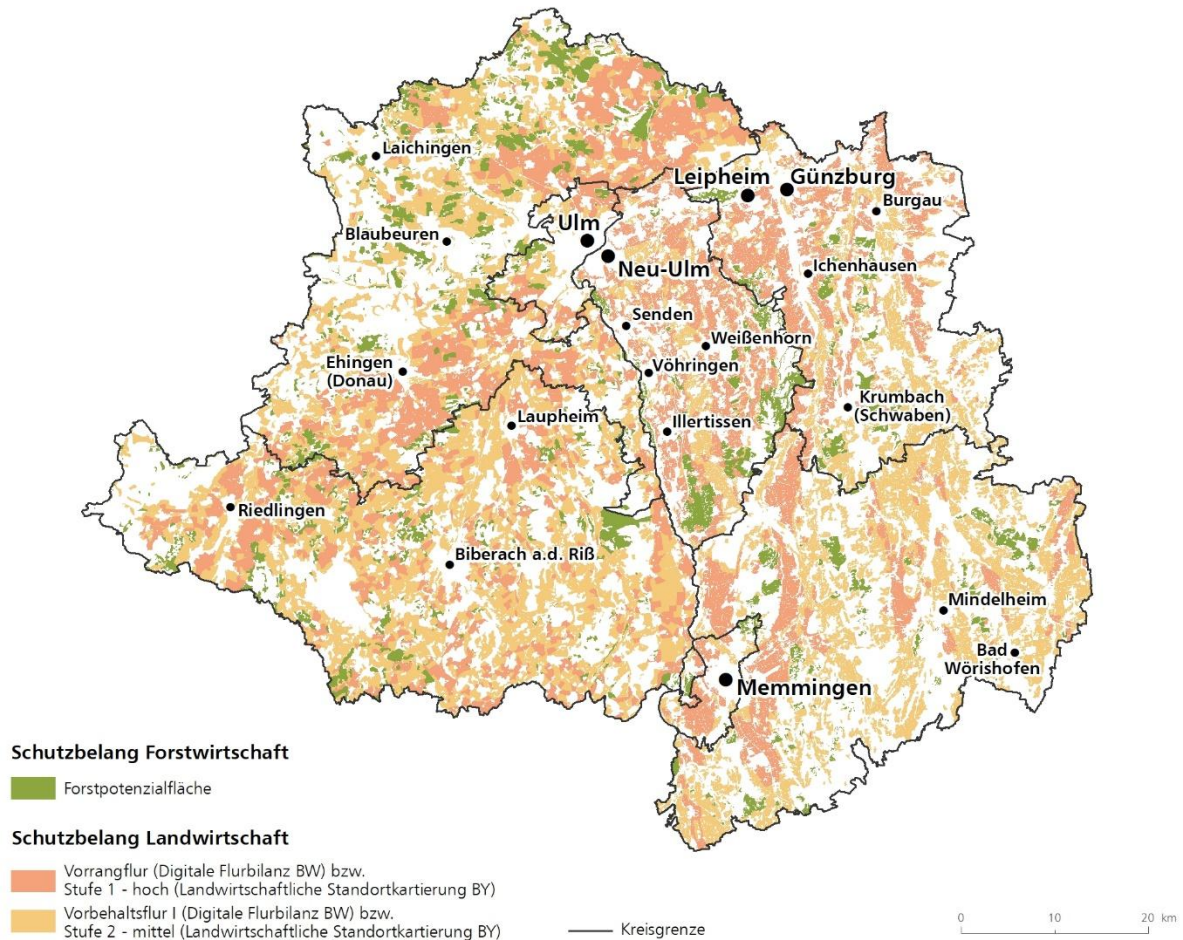 Laichingen
Leipheim
Günzburg
Burgau
Ulm
Blaubeuren
Neu-Ulm
Ichenhausen
Senden
Weißenhorn
Ehingen
(Donau)
Vöhringen
Krumbach
(Schwaben)
Laupheim
Illertissen
Riedlingen
Biberach a.d. Riß
Mindelheim
Bad
Wörishofen
Memmingen
Schutzbelang Forstwirtschaft
Forstpotenzialfläche
Schutzbelang Landwirtschaft
Vorrangflur (Digitale Flurbilanz BW) bzw.
Stufe 1 - hoch (Landwirtschaftliche Standortkartierung BY)
Vorbehaltsflur I (Digitale Flurbilanz BW) bzw.
Stufe 2 - mittel (Landwirtschaftliche Standortkartierung BY)
Kreisgrenze
0 10 20 km